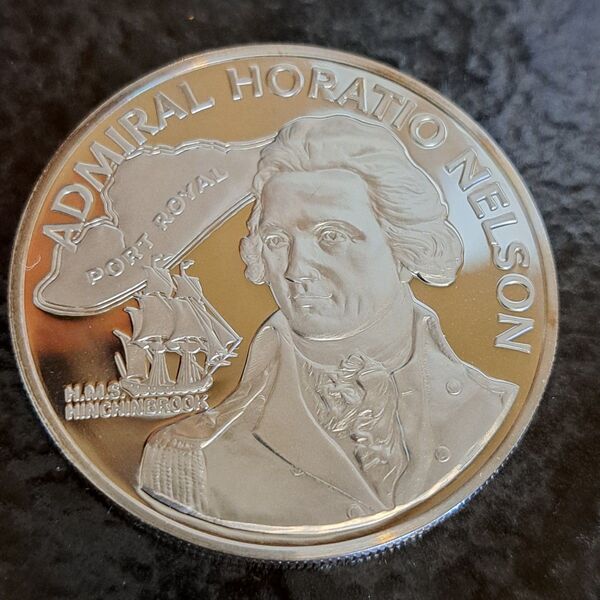 ADMIRAL HORATIO NELSON
PORT ROYAL
H.M.S.
HINCHINBROOK